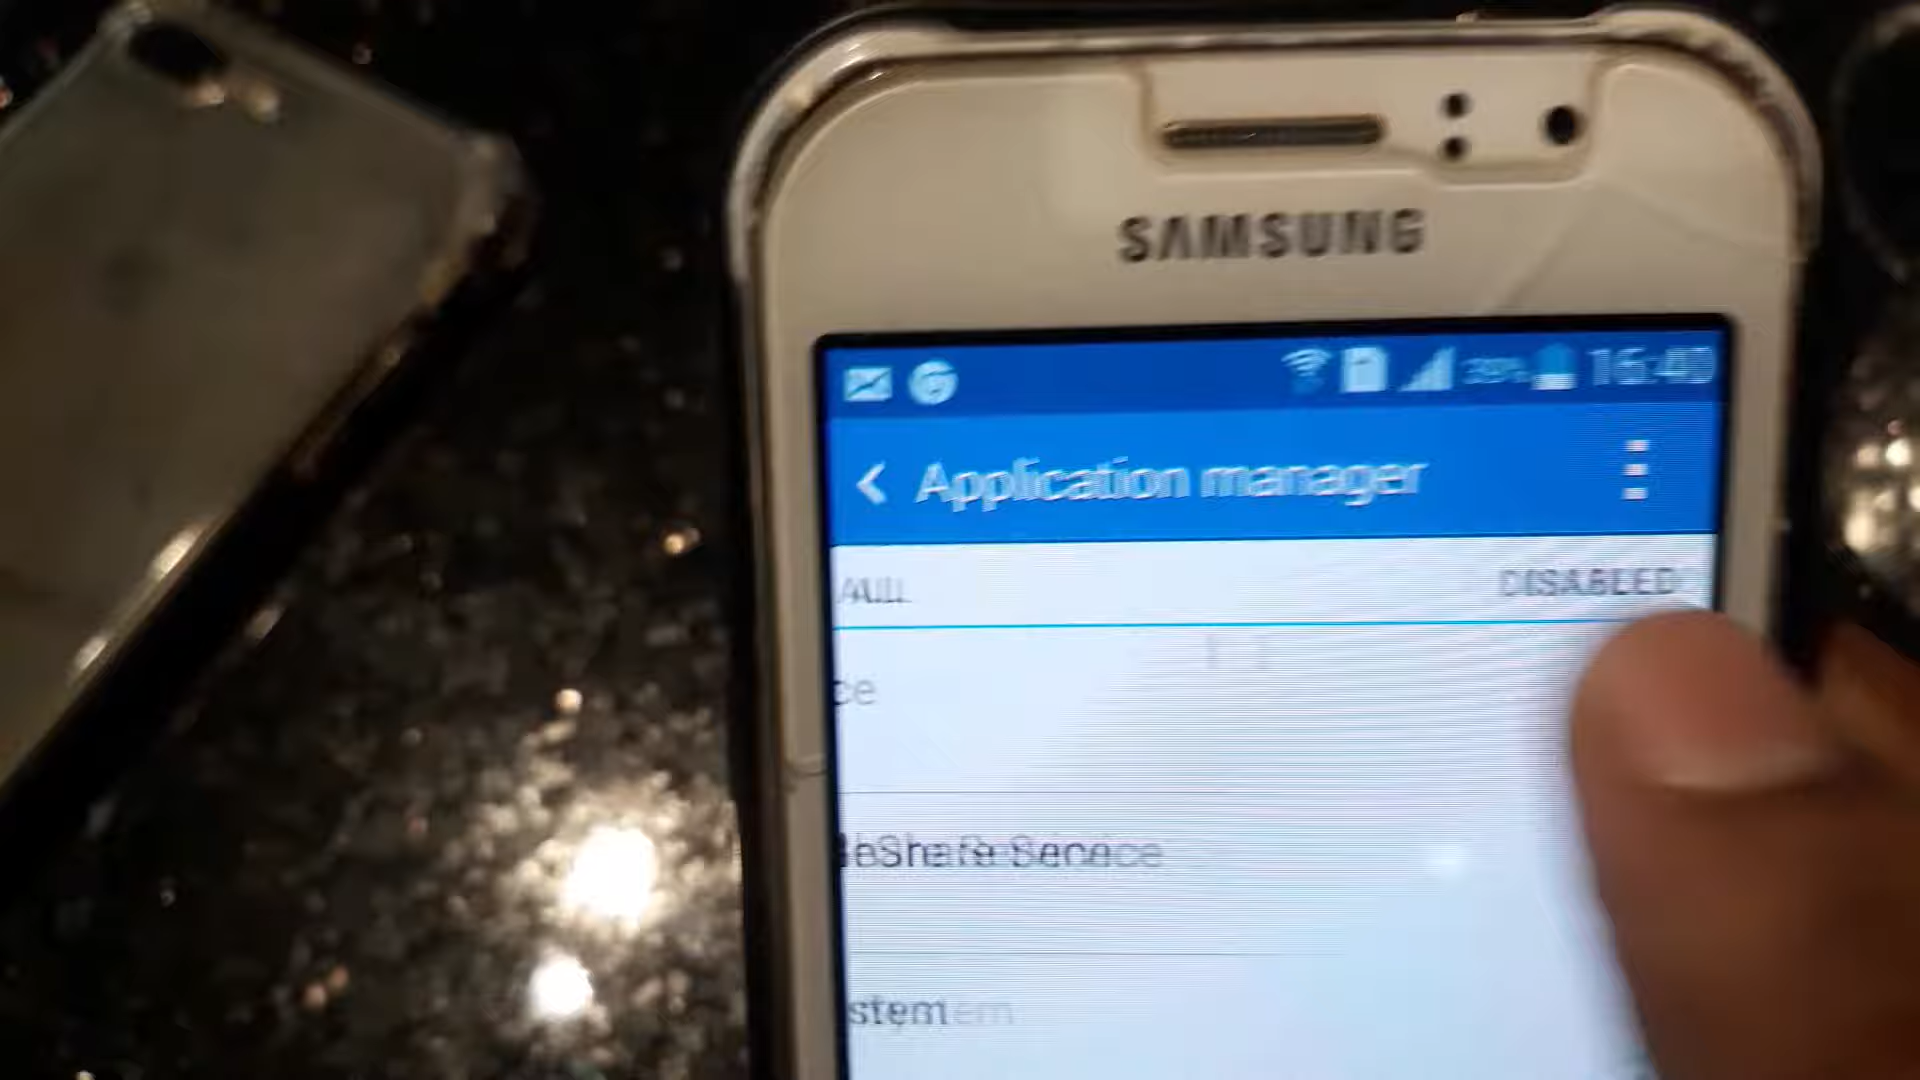 SAMSUNG
16:40
Application manager
ALL DISABLED
ce
stem